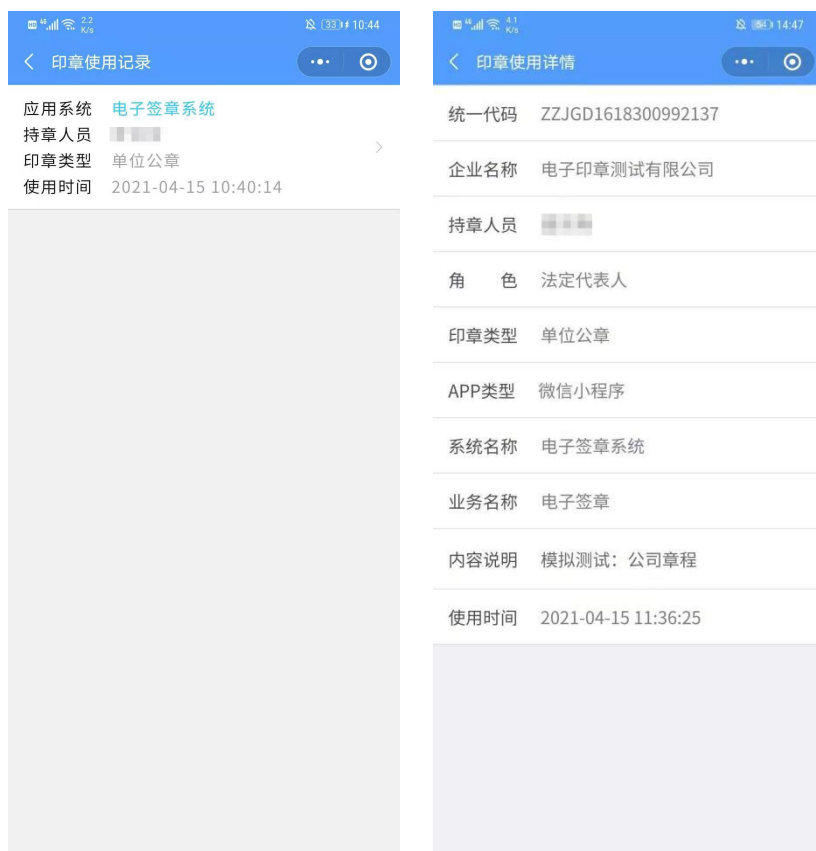 HD 46 2.2 K/s 33 10:44
印章使用记录
应用系统 电子签章系统
持章人员
印章类型 单位公章
使用时间 2021-04-15 10:40:14
HD 46 4.1 K/s 54 14:47
印章使用详情
统一代码 ZZJGD1618300992137
企业名称 电子印章测试有限公司
持章人员
角 色 法定代表人
印章类型 单位公章
APP类型 微信小程序
系统名称 电子签章系统
业务名称 电子签章
内容说明 模拟测试：公司章程
使用时间 2021-04-15 11:36:25